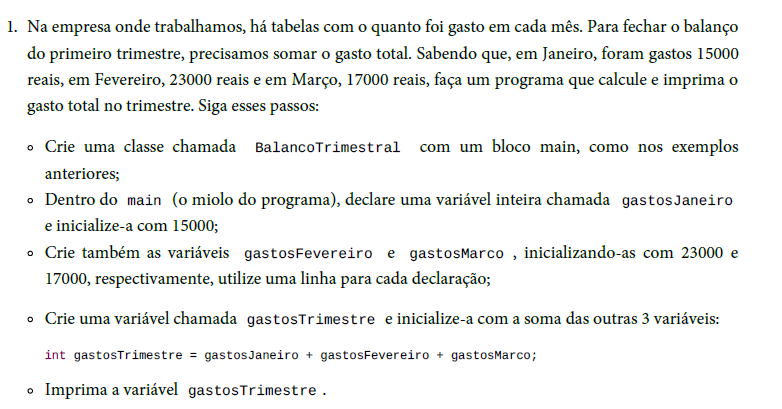 1. Na empresa onde trabalhamos, há tabelas com o quanto foi gasto em cada mês. Para fechar o balanço
do primeiro trimestre, precisamos somar o gasto total. Sabendo que, em Janeiro, foram gastos 15000
reais, em Fevereiro, 23000 reais e em Março, 17000 reais, faça um programa que calcule e imprima o
gasto total no trimestre. Siga esses passos:
◦ Crie uma classe chamada BalancoTrimestral com um bloco main, como nos exemplos
anteriores;
◦ Dentro do main (o miolo do programa), declare uma variável inteira chamada gastosJaneiro
e inicialize-a com 15000;
◦ Crie também as variáveis gastosFevereiro e gastosMarco , inicializando-as com 23000 e
17000, respectivamente, utilize uma linha para cada declaração;
◦ Crie uma variável chamada gastosTrimestre e inicialize-a com a soma das outras 3 variáveis:
int gastosTrimestre = gastosJaneiro + gastosFevereiro + gastosMarco;
◦ Imprima a variável gastosTrimestre .